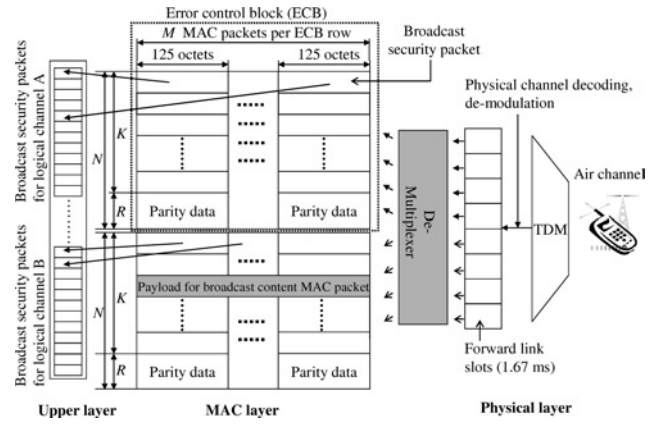 Error control block (ECB)
M MAC packets per ECB row
125 octets
125 octets
Broadcast
security packet
Physical channel decoding,
de-modulation
Air channel
Broadcast security packets
for logical channel A
N
K
R
Parity data
Parity data
De-
Multiplexer
TDM
Broadcast security packets
for logical channel B
N
K
R
Payload for broadcast content MAC packet
Parity data
Parity data
Forward link
slots (1.67 ms)
Upper layer
MAC layer
Physical layer